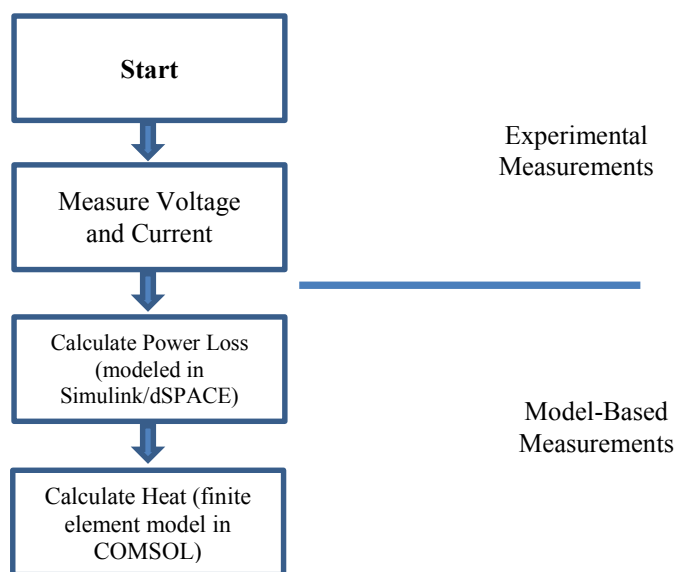 Start
Experimental
Measurements
Measure Voltage
and Current
Calculate Power Loss
(modeled in
Simulink/dSPACE)
Model-Based
Measurements
Calculate Heat (finite
element model in
COMSOL)